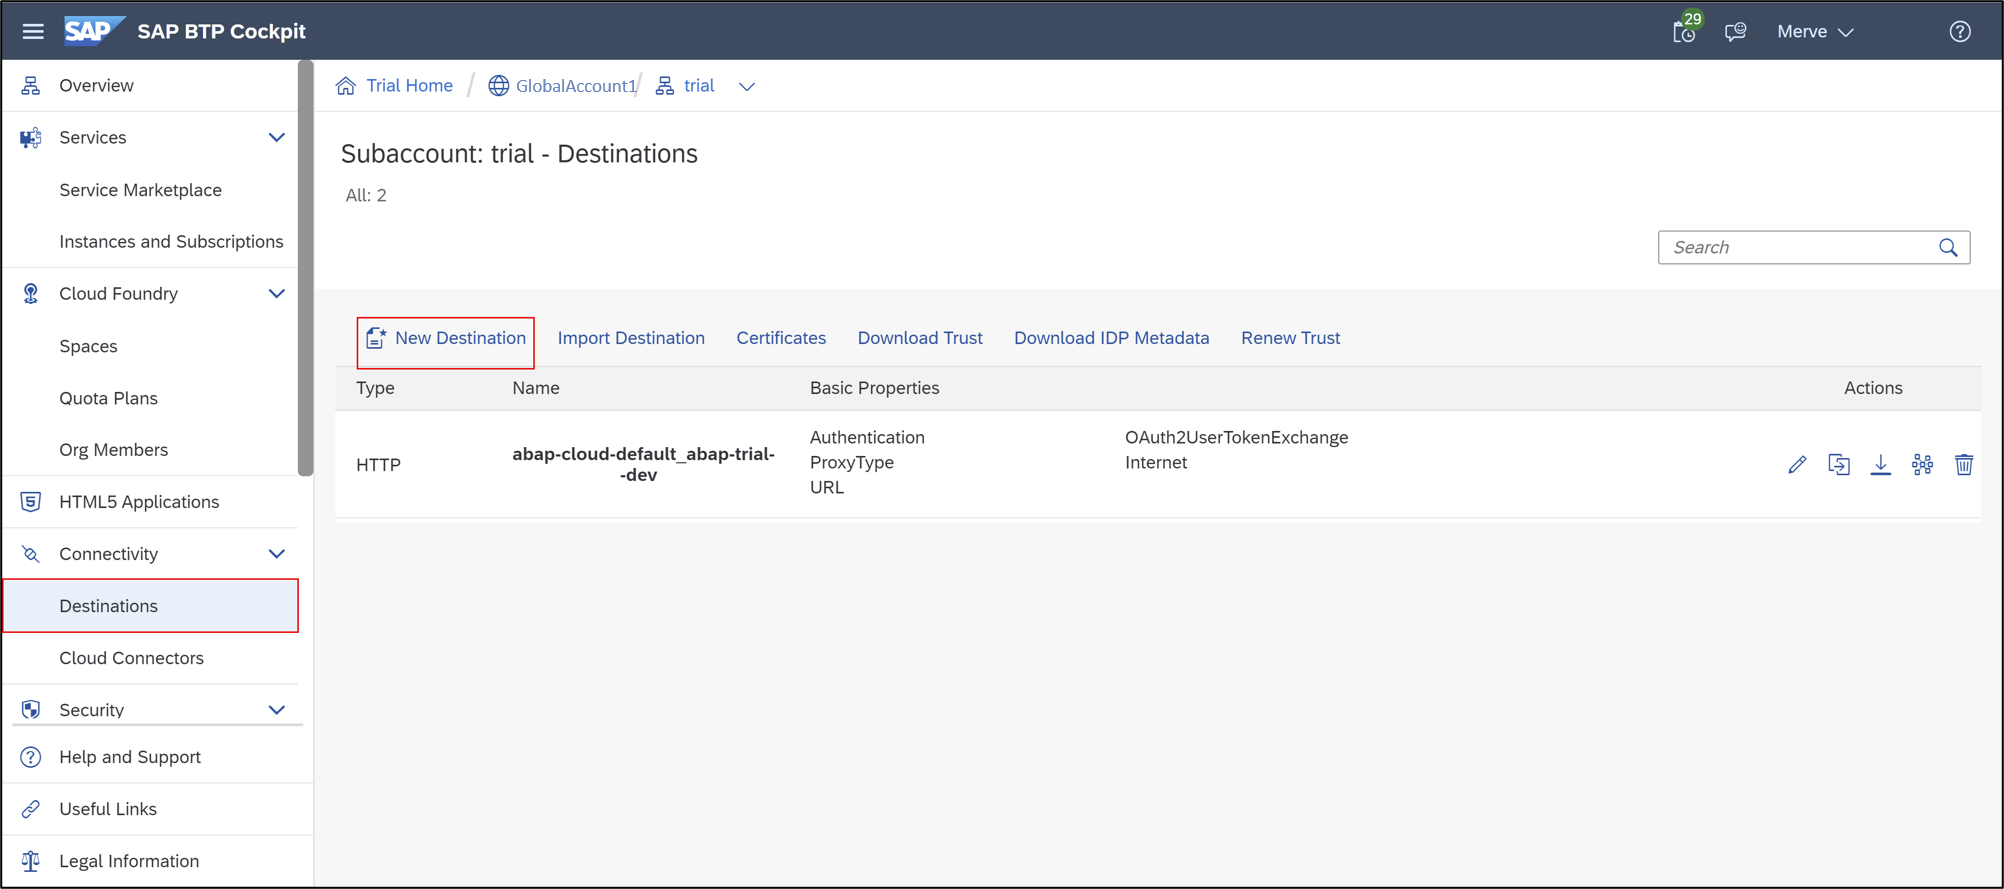 SAP SAP BTP Cockpit
29
Merve
Overview
Services
Service Marketplace
Instances and Subscriptions
Cloud Foundry
Spaces
Quota Plans
Org Members
HTML5 Applications
Connectivity
Destinations
Cloud Connectors
Security
Help and Support
Useful Links
Legal Information
Trial Home / GlobalAccount1 / trial
Subaccount: trial - Destinations
All: 2
Search
New Destination Import Destination Certificates Download Trust Download IDP Metadata Renew Trust
Type Name Basic Properties Actions
HTTP
abap-cloud-default_abap-trial-
-dev
Authentication OAuth2UserTokenExchange
ProxyType Internet
URL